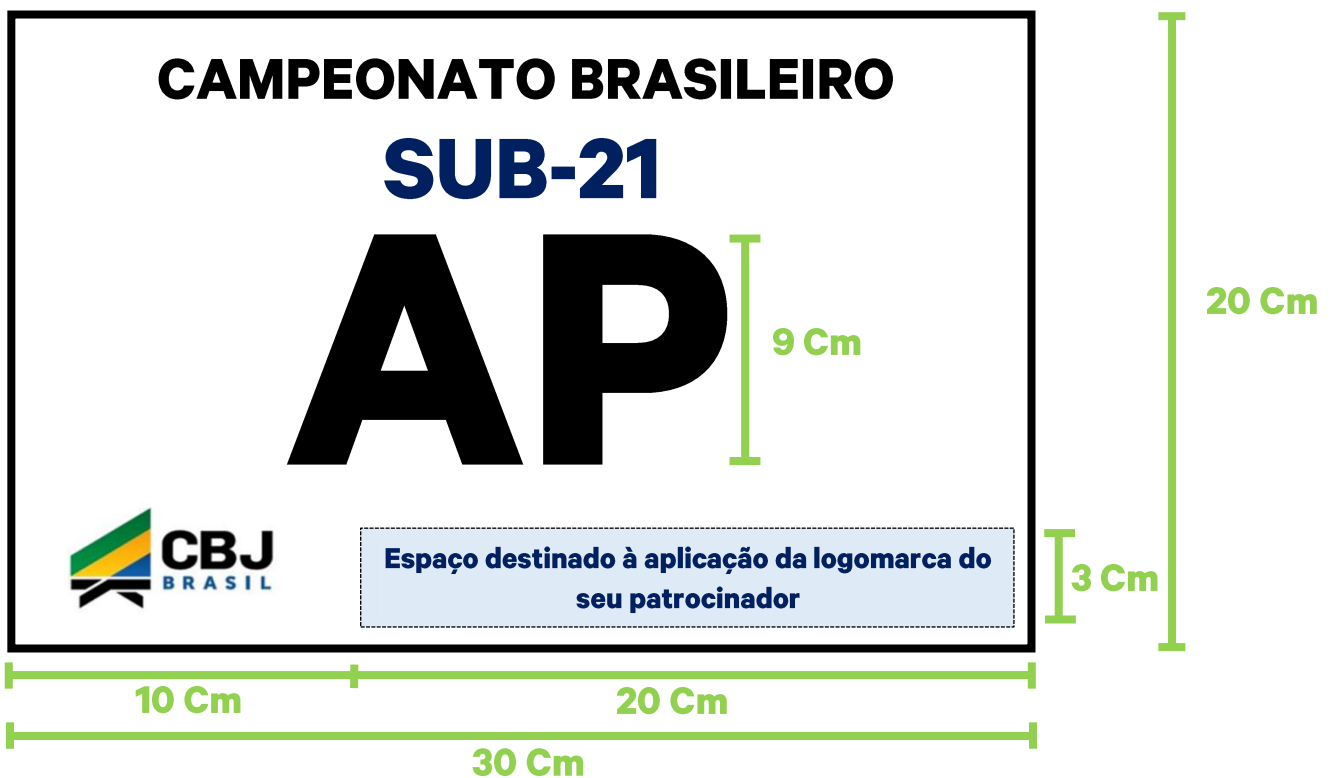 CAMPEONATO BRASILEIRO
SUB-21
AP
9 Cm
20 Cm
CBJ
BRASIL
Espaço destinado à aplicação da logomarca do
seu patrocinador
3 Cm
10 Cm
20 Cm
30 Cm